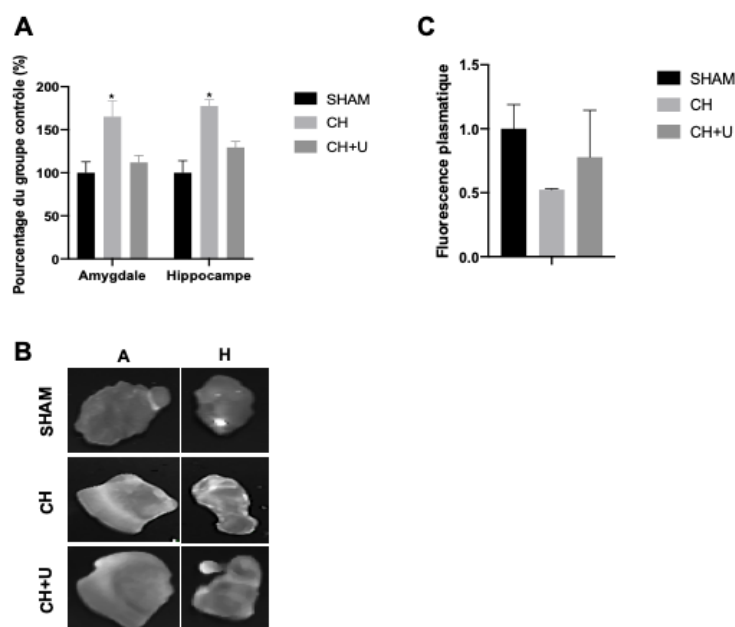 A
Pourcentage du groupe contrôle (%)
200
150
100
50
0
*
*
Amygdale
Hippocampe
SHAM
CH
CH+U
C
Fluorescence plasmatique
1.5
1.0
0.5
0.0
SHAM
CH
CH+U
B
A
H
SHAM
CH
CH+U